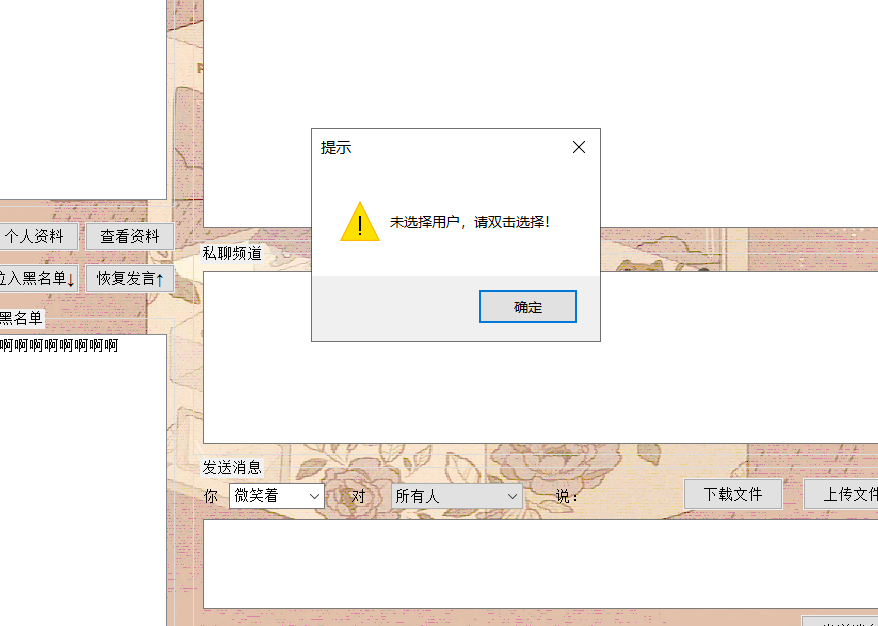 提示
未选择用户，请双击选择！
确定
个人资料 查看资料
私聊频道
拉入黑名单↓ 恢复发言↑
黑名单
啊啊啊啊啊啊啊啊
发送消息
你 微笑着 对 所有人 说： 下载文件 上传文件